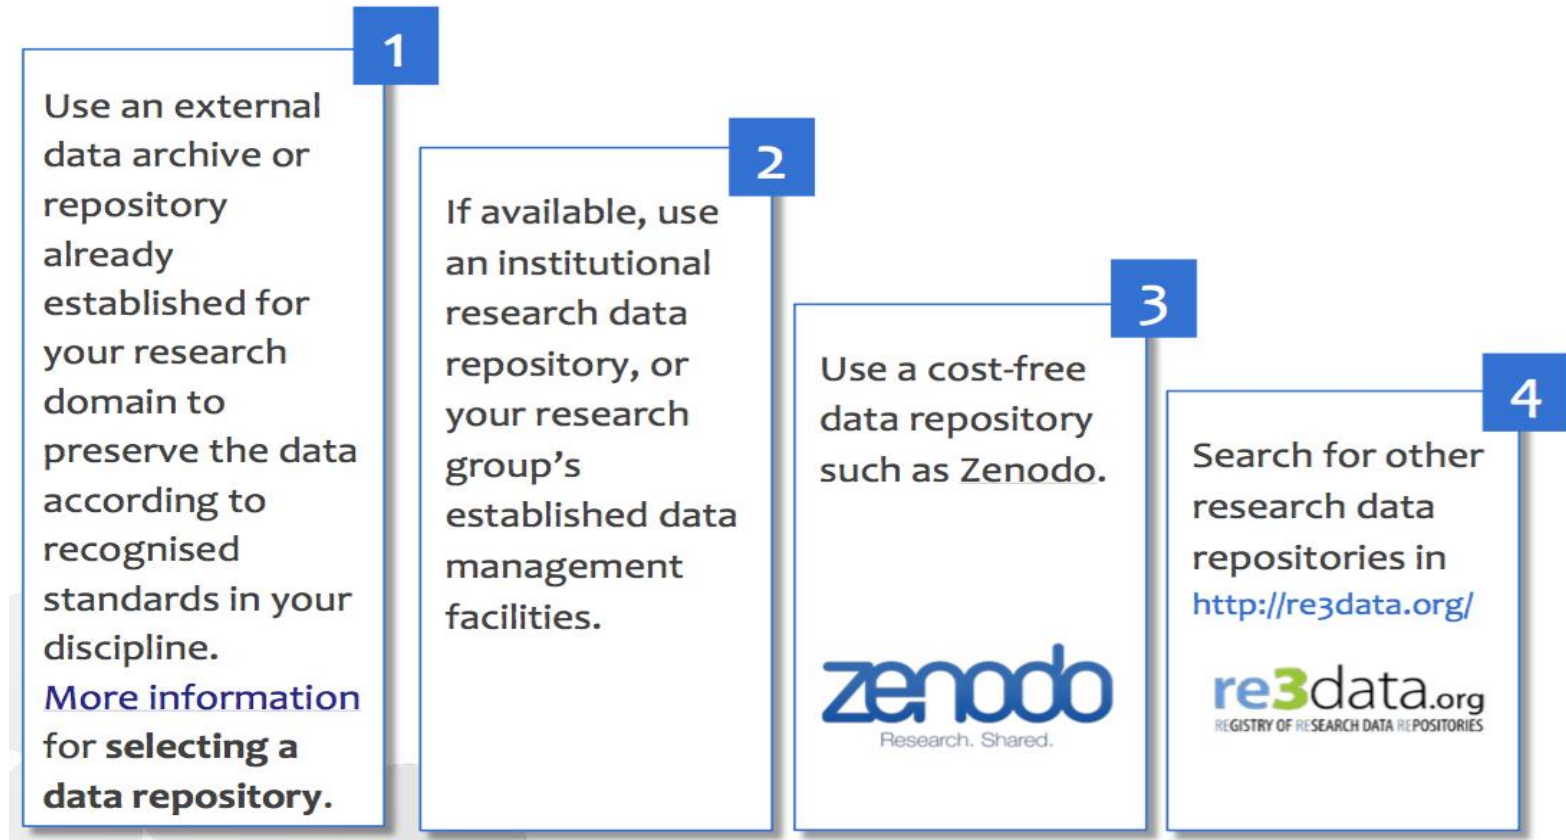 1
Use an external
data archive or
repository
already
established for
your research
domain to
preserve the data
according to
recognised
standards in your
discipline.
More information
for selecting a
data repository.
2
If available, use
an institutional
research data
repository, or
your research
group's
established data
management
facilities.
3
Use a cost-free
data repository
such as Zenodo.
zenodo
Research. Shared.
4
Search for other
research data
repositories in
http://re3data.org/
re3data.org
REGISTRY OF RESEARCH DATA REPOSITORIES